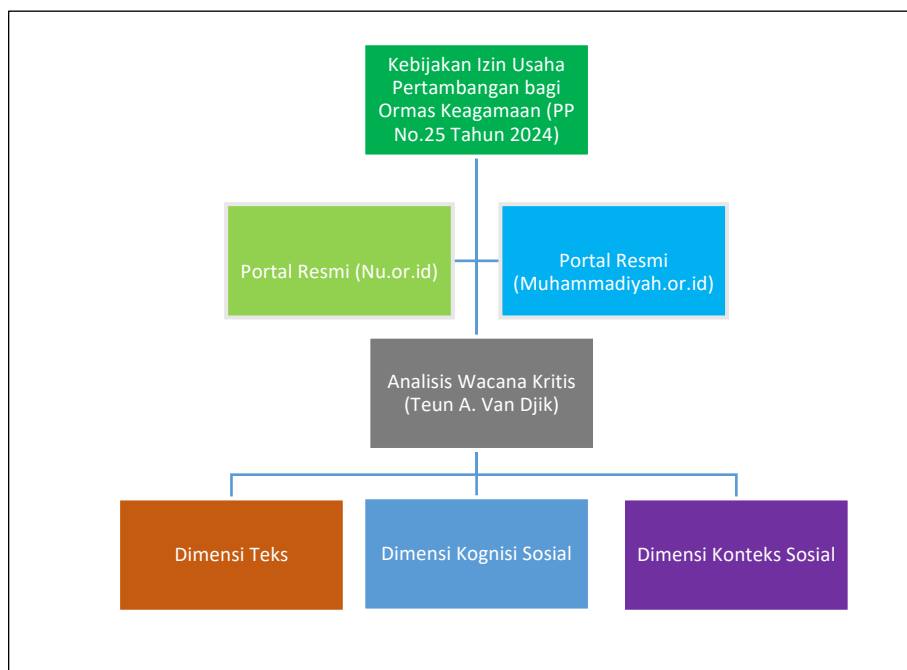 Kebijakan Izin Usaha
Pertambangan bagi
Ormas Keagamaan (PP
No.25 Tahun 2024)
Portal Resmi (Nu.or.id)
Portal Resmi
(Muhammadiyah.or.id)
Analisis Wacana Kritis
(Teun A. Van Djik)
Dimensi Teks
Dimensi Kognisi Sosial
Dimensi Konteks Sosial